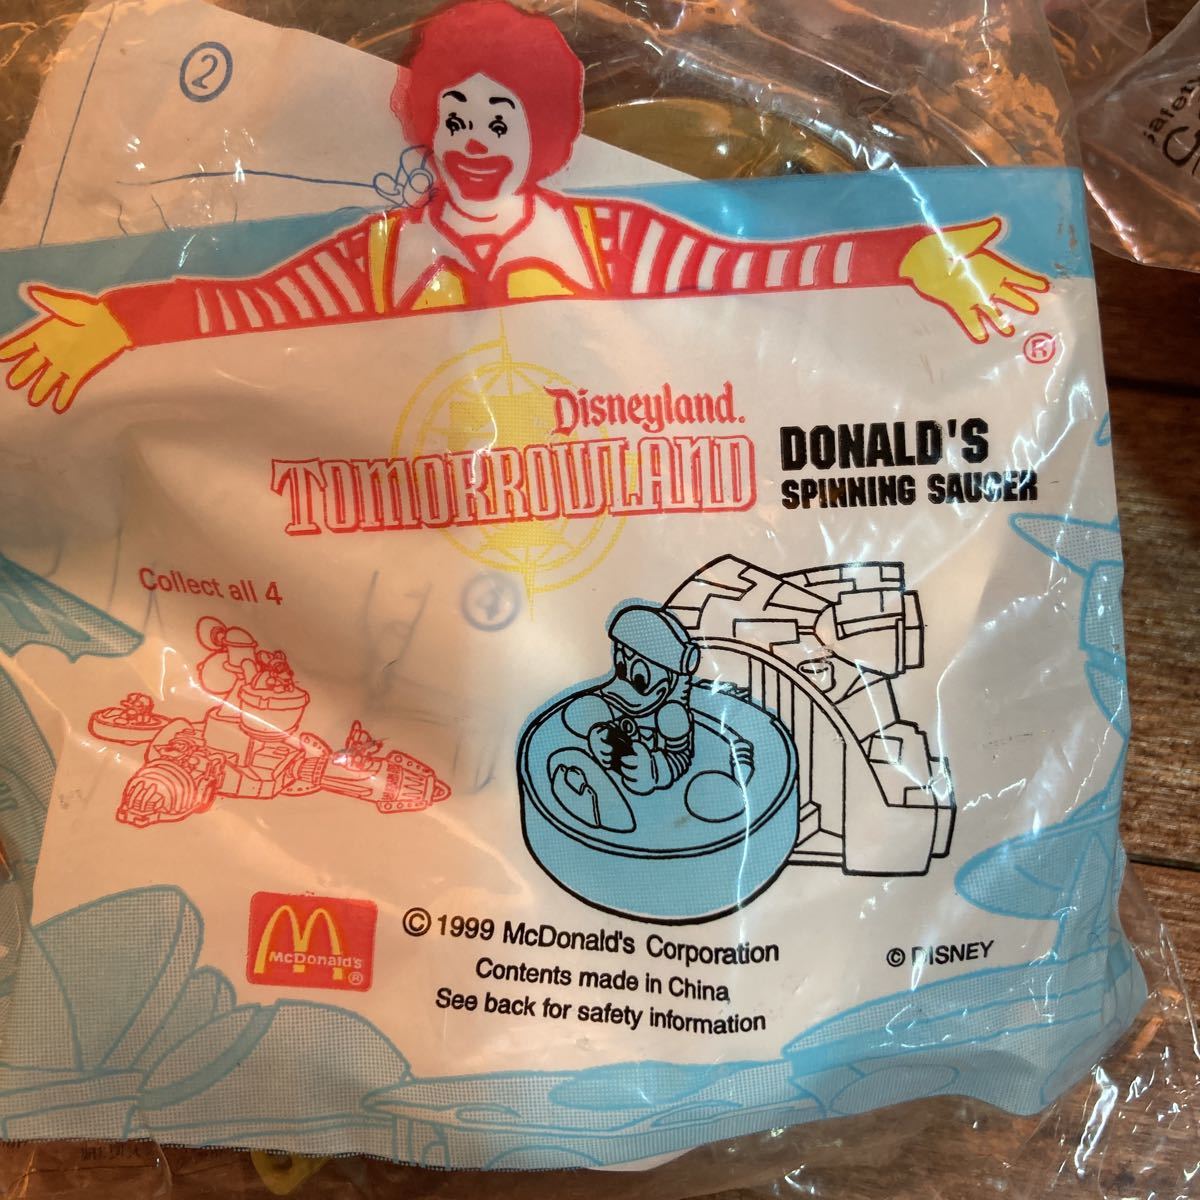 2
®
Disneyland.
TOMORROWLAND
DONALD'S
SPINNING SAUCER
Collect all 4
4
McDonald's
®
© 1999 McDonald's Corporation
Contents made in China
See back for safety information
© DISNEY